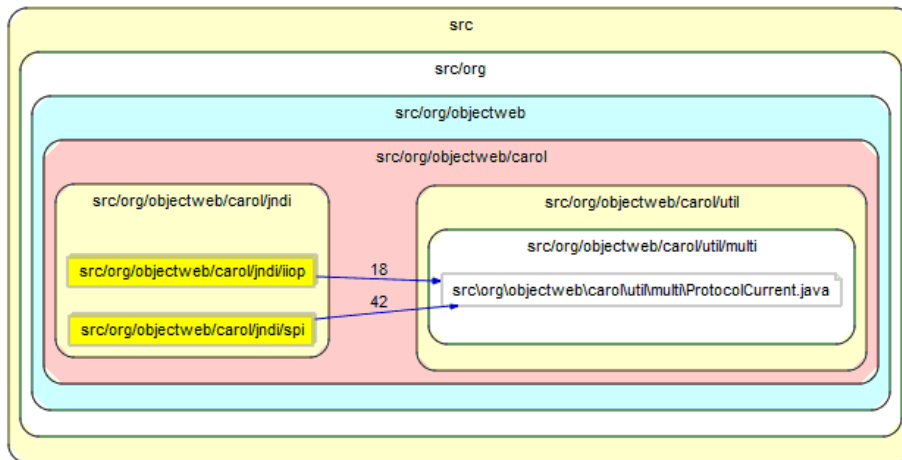 src
src/org
src/org/objectweb
src/org/objectweb/carol
src/org/objectweb/carol/jndi
src/org/objectweb/carol/util
src/org/objectweb/carol/util/multi
src/org/objectweb/carol/jndi/iiop
18
src\org\objectweb\carol\util\multi\ProtocolCurrent.java
42
src/org/objectweb/carol/jndi/spi